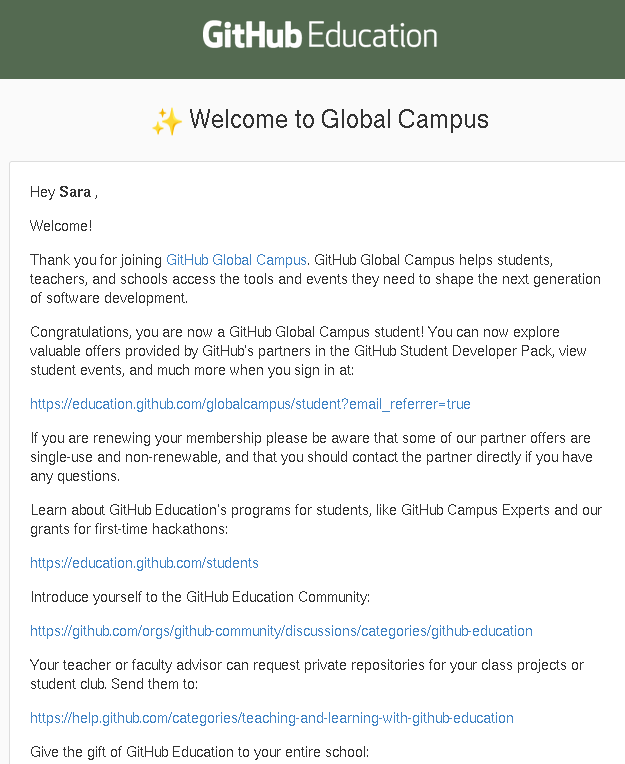 GitHub Education
✨ Welcome to Global Campus
Hey Sara ,
Welcome!
Thank you for joining GitHub Global Campus. GitHub Global Campus helps students,
teachers, and schools access the tools and events they need to shape the next generation
of software development.
Congratulations, you are now a GitHub Global Campus student! You can now explore
valuable offers provided by GitHub's partners in the GitHub Student Developer Pack, view
student events, and much more when you sign in at:
https://education.github.com/globalcampus/student?email_referrer=true
If you are renewing your membership please be aware that some of our partner offers are
single-use and non-renewable, and that you should contact the partner directly if you have
any questions.
Learn about GitHub Education's programs for students, like GitHub Campus Experts and our
grants for first-time hackathons:
https://education.github.com/students
Introduce yourself to the GitHub Education Community:
https://github.com/orgs/github-community/discussions/categories/github-education
Your teacher or faculty advisor can request private repositories for your class projects or
student club. Send them to:
https://help.github.com/categories/teaching-and-learning-with-github-education
Give the gift of GitHub Education to your entire school: